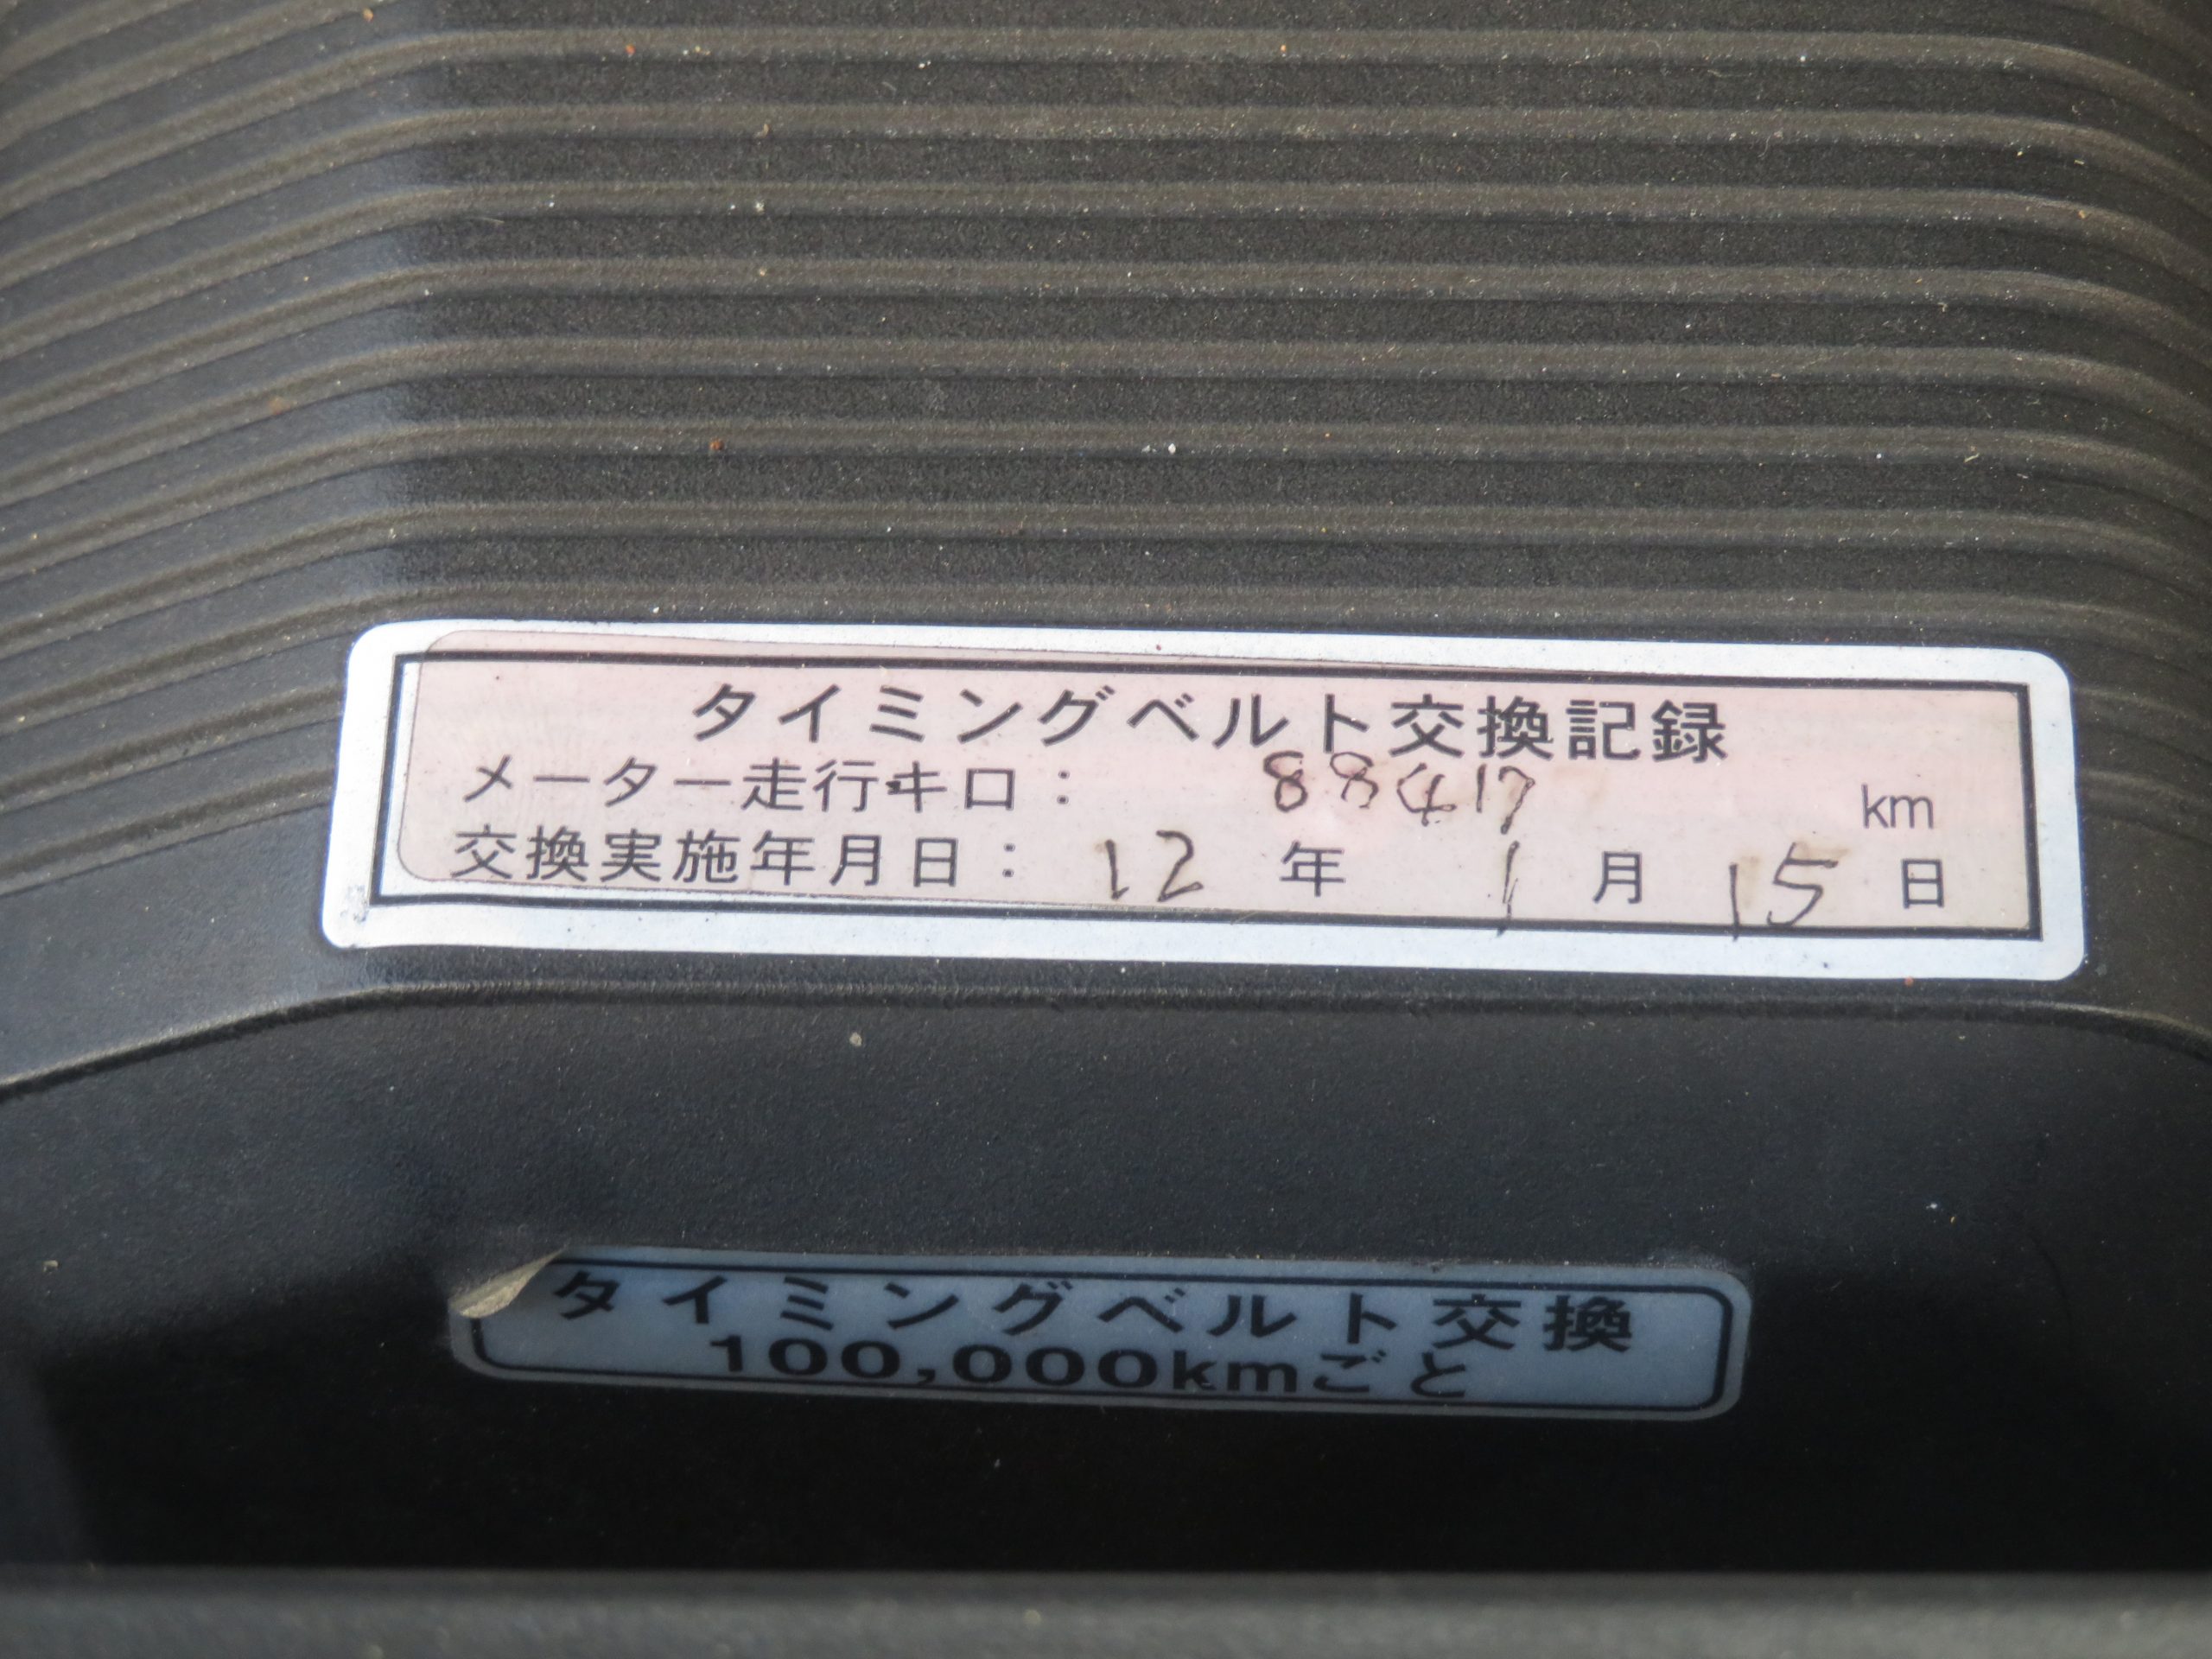 タイミングベルト交換記録
メーター走行キロ： 88417 km
交換実施年月日： 12 年 1 月 15 日
タイミングベルト交換
100,000kmごと